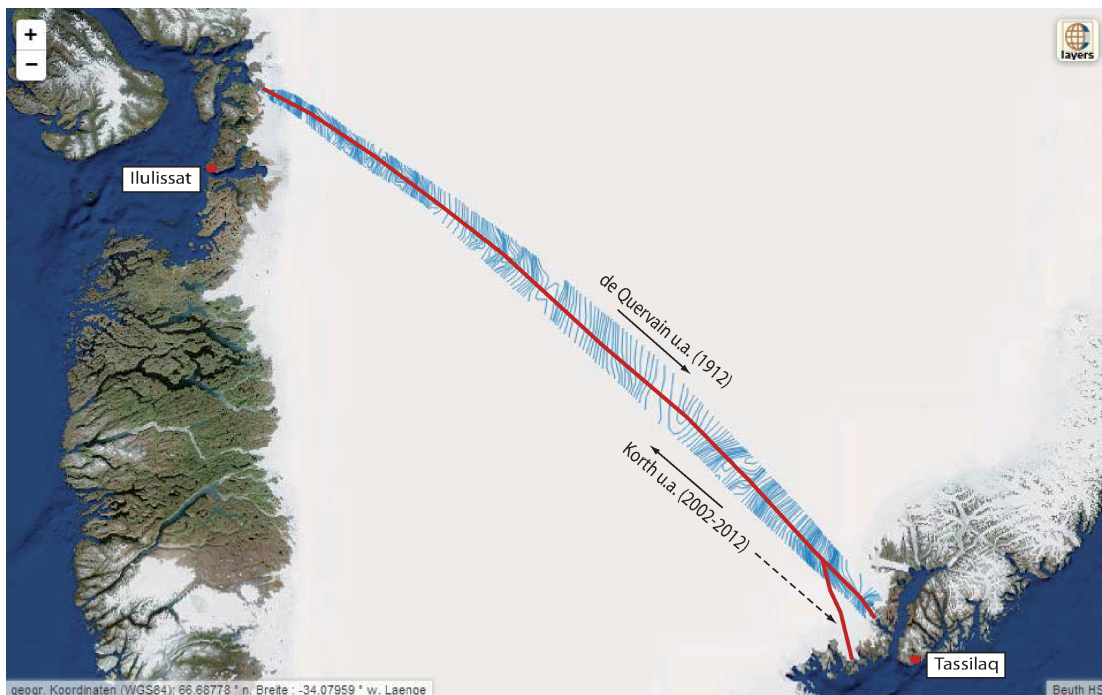 +
−
layers
Ilulissat
de Quervain u.a. (1912)
Korth u.a. (2002-2012)
Tassilaq
geogr. Koordinaten (WGS84): 66.68778 ° n. Breite : -34.07959 ° w. Laenge
Beuth HS